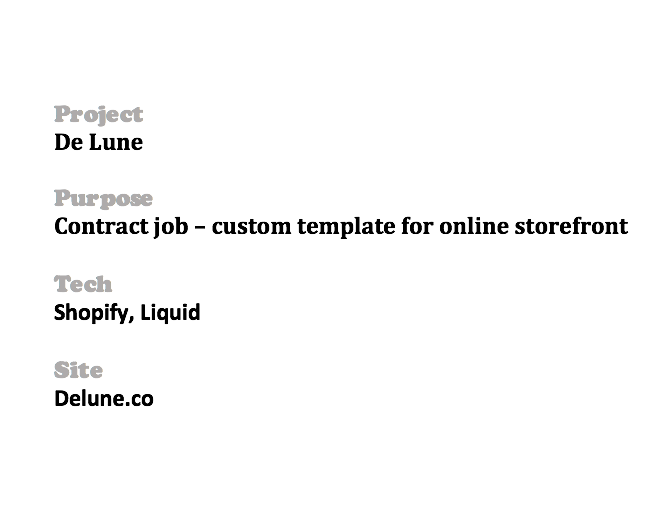 Project
De Lune
Purpose
Contract job – custom template for online storefront
Tech
Shopify, Liquid
Site
Delune.co